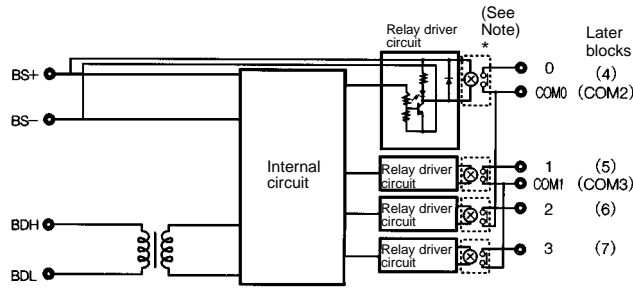 Relay driver
circuit
(See
Note)
*
Later
blocks
BS+
0 (4)
COM0 (COM2)
BS−
Internal
circuit
Relay driver
circuit
1 (5)
COM1 (COM3)
BDH
Relay driver
circuit
2 (6)
BDL
Relay driver
circuit
3 (7)